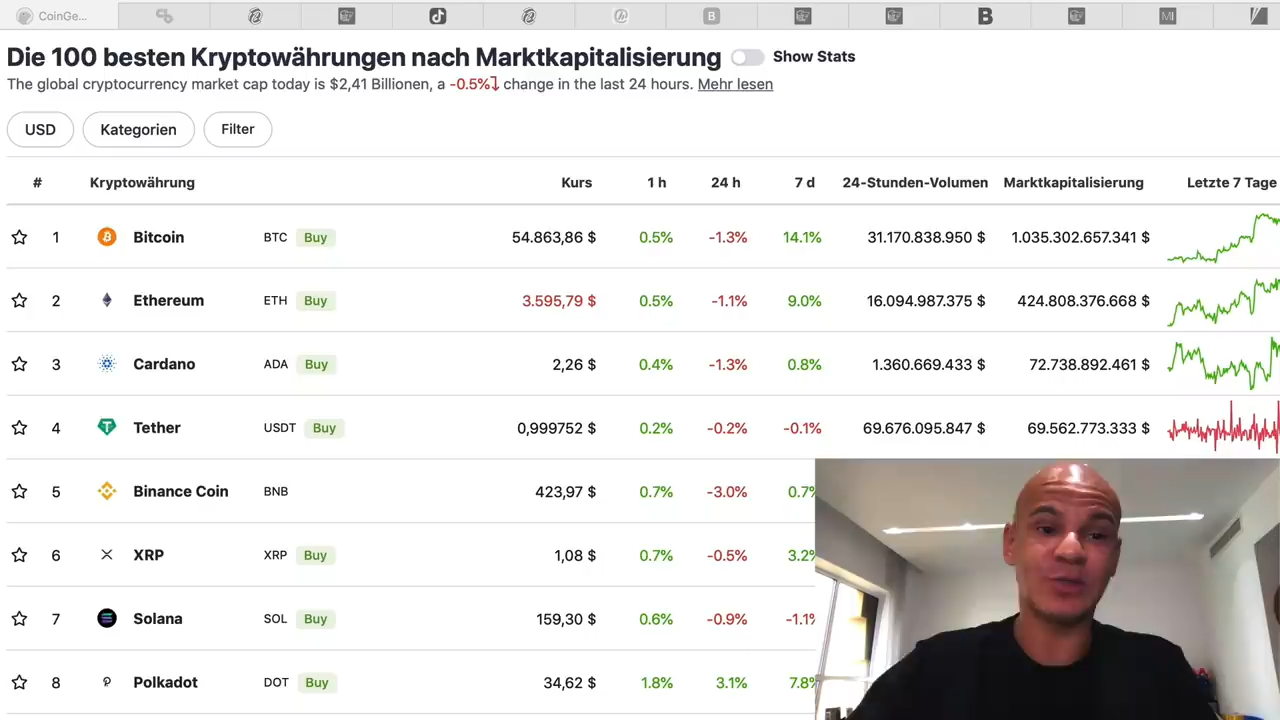 CoinGe...
Die 100 besten Kryptowährungen nach Marktkapitalisierung Show Stats
The global cryptocurrency market cap today is $2,41 Billionen, a -0.5% change in the last 24 hours. Mehr lesen
USD Kategorien Filter
# Kryptowährung Kurs 1 h 24 h 7 d 24-Stunden-Volumen Marktkapitalisierung Letzte 7 Tage
1 Bitcoin BTC Buy 54.863,86 $ 0.5% -1.3% 14.1% 31.170.838.950 $ 1.035.302.657.341 $
2 Ethereum ETH Buy 3.595,79 $ 0.5% -1.1% 9.0% 16.094.987.375 $ 424.808.376.668 $
3 Cardano ADA Buy 2,26 $ 0.4% -1.3% 0.8% 1.360.669.433 $ 72.738.892.461 $
4 Tether USDT Buy 0,999752 $ 0.2% -0.2% -0.1% 69.676.095.847 $ 69.562.773.333 $
5 Binance Coin BNB 423,97 $ 0.7% -3.0% 0.7%
6 XRP XRP Buy 1,08 $ 0.7% -0.5% 3.2%
7 Solana SOL Buy 159,30 $ 0.6% -0.9% -1.1%
8 Polkadot DOT Buy 34,62 $ 1.8% 3.1% 7.8%